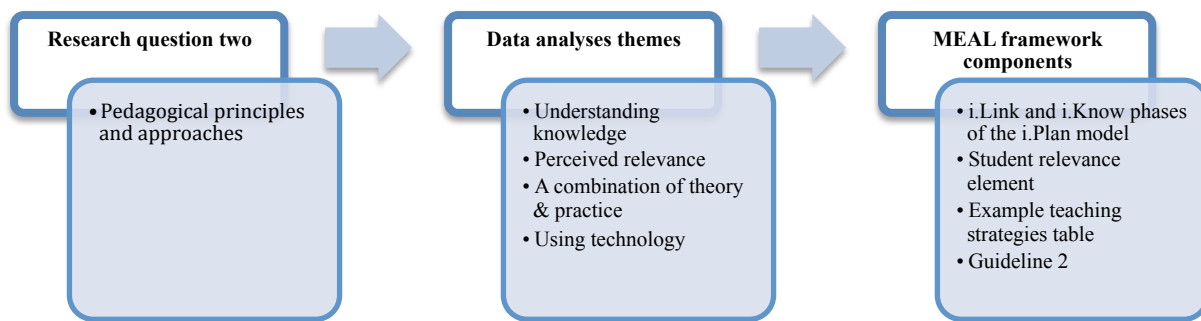 Research question two
• Pedagogical principles
and approaches
Data analyses themes
• Understanding
knowledge
• Perceived relevance
• A combination of theory
& practice
• Using technology
MEAL framework
components
• i.Link and i.Know phases
of the i.Plan model
• Student relevance
element
• Example teaching
strategies table
• Guideline 2